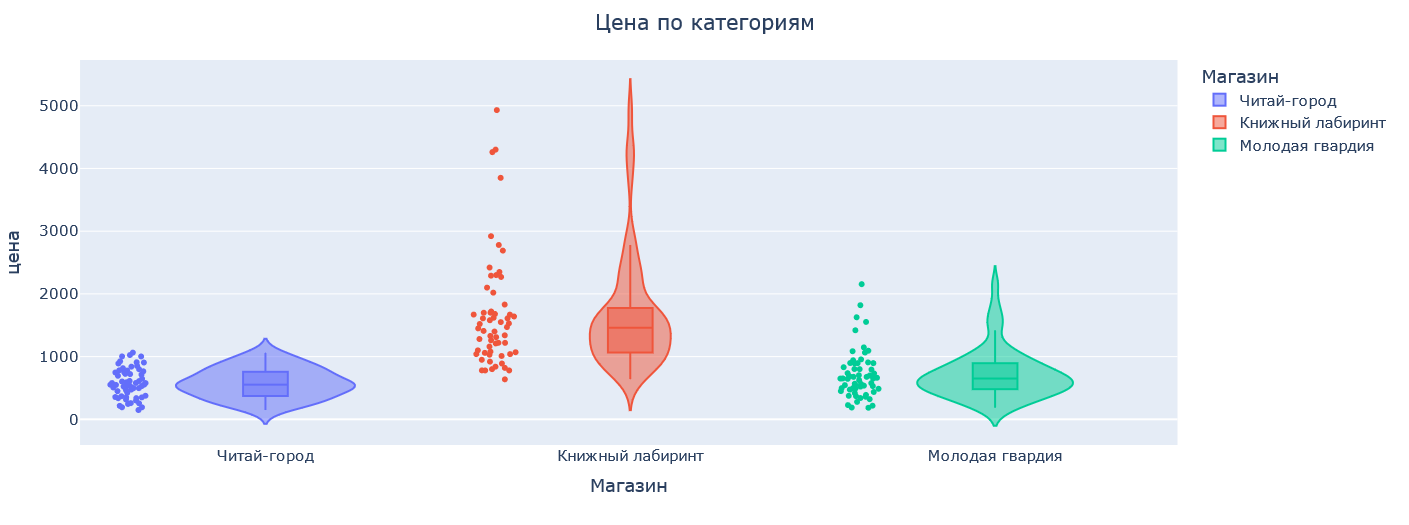 Цена по категориям
цена
5000
4000
3000
2000
1000
0
Читай-город
Книжный лабиринт
Молодая гвардия
Магазин
Магазин
Читай-город
Книжный лабиринт
Молодая гвардия